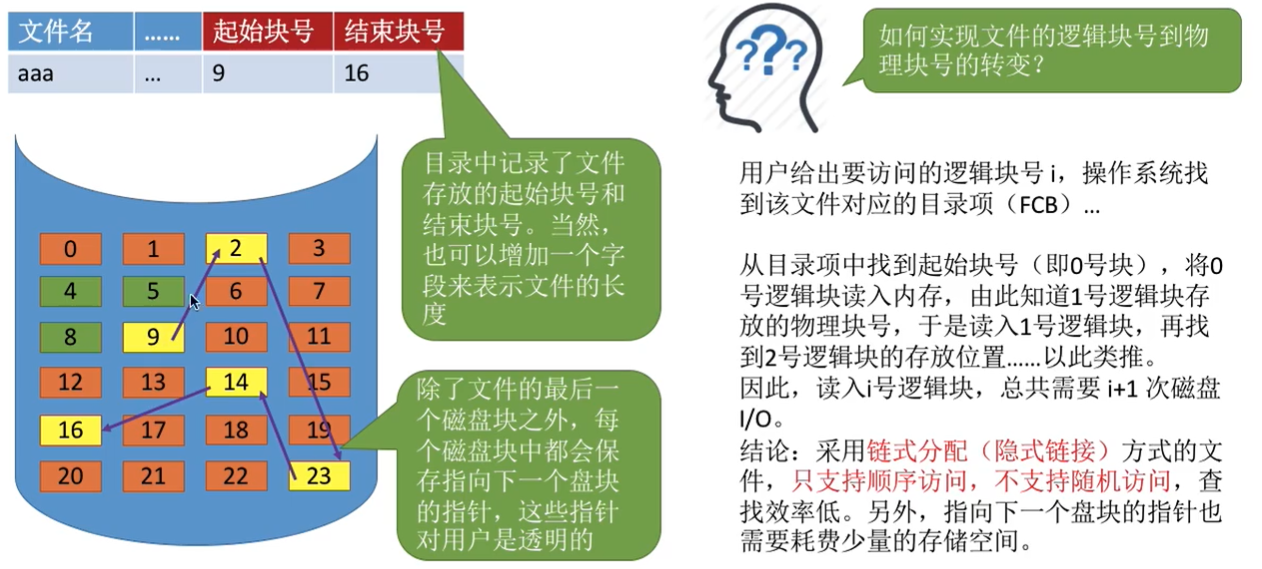 文件名 …… 起始块号 结束块号
aaa … 9 16
目录中记录了文件
存放的起始块号和
结束块号。当然，
也可以增加一个字
段来表示文件的长
度
0 1 2 3
4 5 6 7
8 9 10 11
12 13 14 15
16 17 18 19
20 21 22 23
除了文件的最后一
个磁盘块之外，每
个磁盘块中都会保
存指向下一个盘块
的指针，这些指针
对用户是透明的
???
如何实现文件的逻辑块号到物
理块号的转变？
用户给出要访问的逻辑块号 i，操作系统找
到该文件对应的目录项（FCB）…
从目录项中找到起始块号（即0号块），将0
号逻辑块读入内存，由此知道1号逻辑块存
放的物理块号，于是读入1号逻辑块，再找
到2号逻辑块的存放位置……以此类推。
因此，读入i号逻辑块，总共需要 i+1 次磁盘
I/O。
结论：采用链式分配（隐式链接）方式的文
件，只支持顺序访问，不支持随机访问，查
找效率低。另外，指向下一个盘块的指针也
需要耗费少量的存储空间。